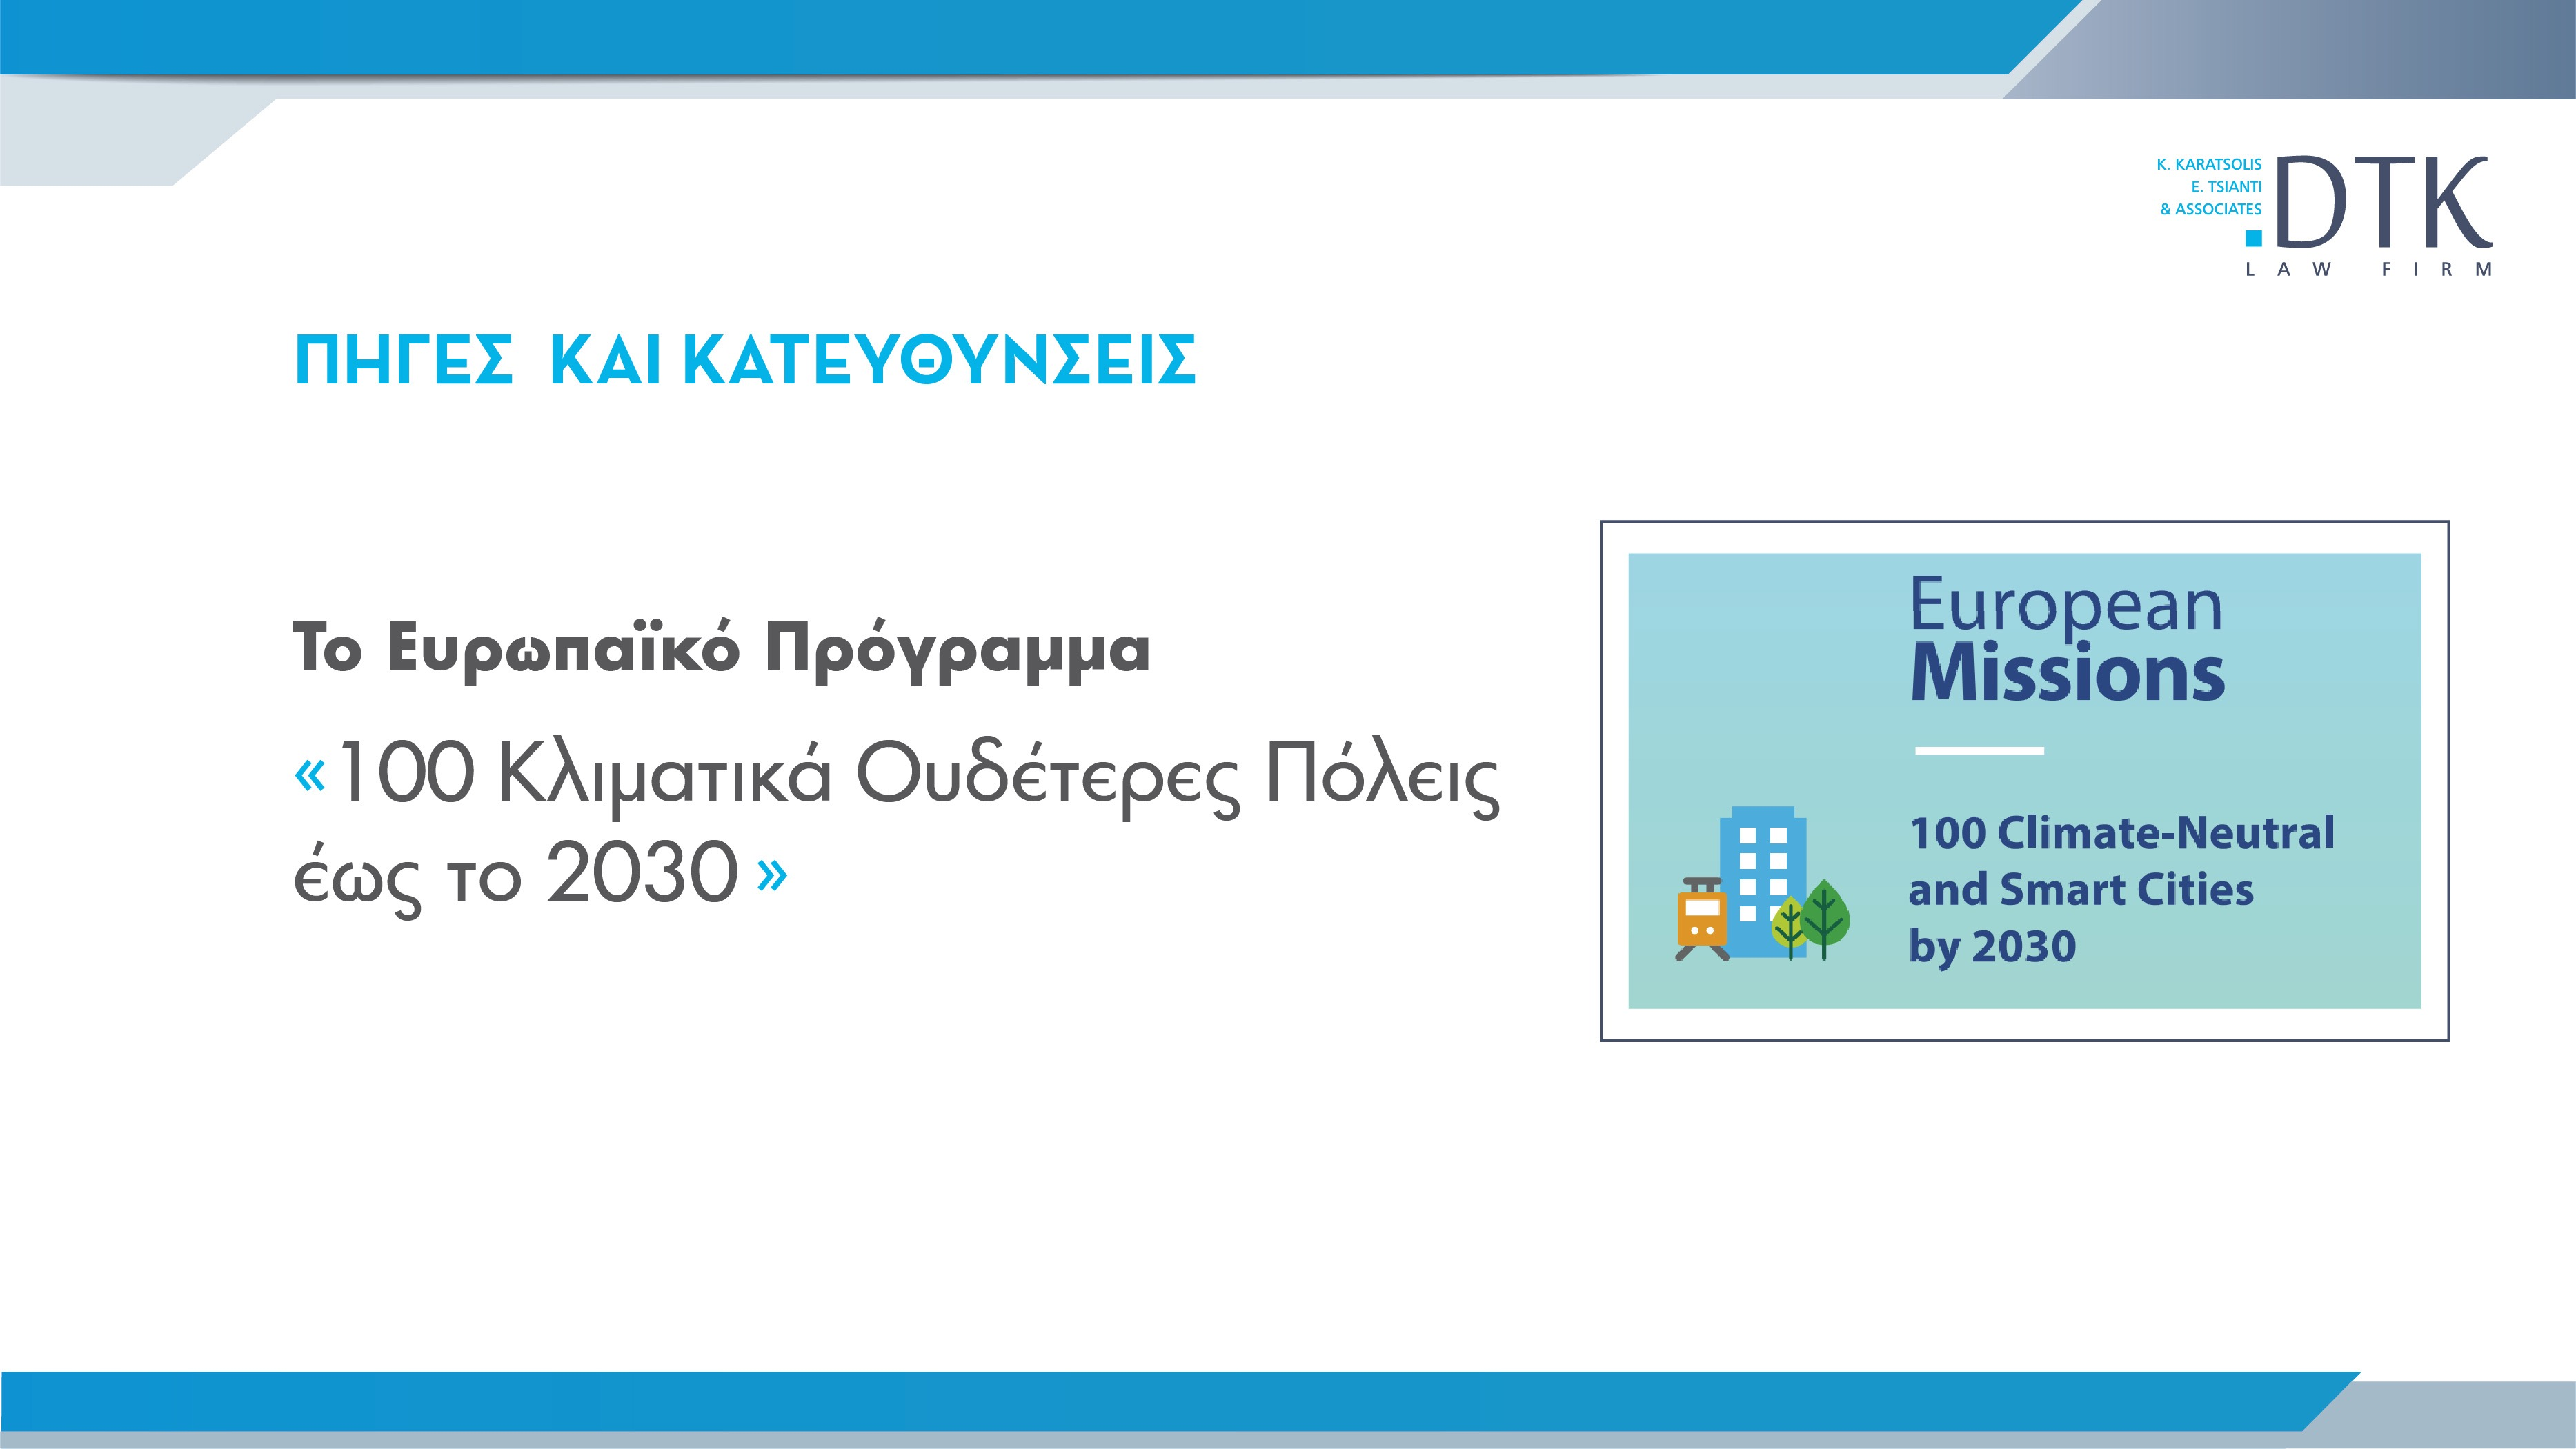 K. KARATSOLIS
E. TSIANTI
& ASSOCIATES
DTK
LAW FIRM
ΠΗΓΕΣ ΚΑΙ ΚΑΤΕΥΘΥΝΣΕΙΣ
Το Ευρωπαϊκό Πρόγραμμα
«100 Κλιματικά Ουδέτερες Πόλεις
έως το 2030»
European
Missions
100 Climate-Neutral
and Smart Cities
by 2030